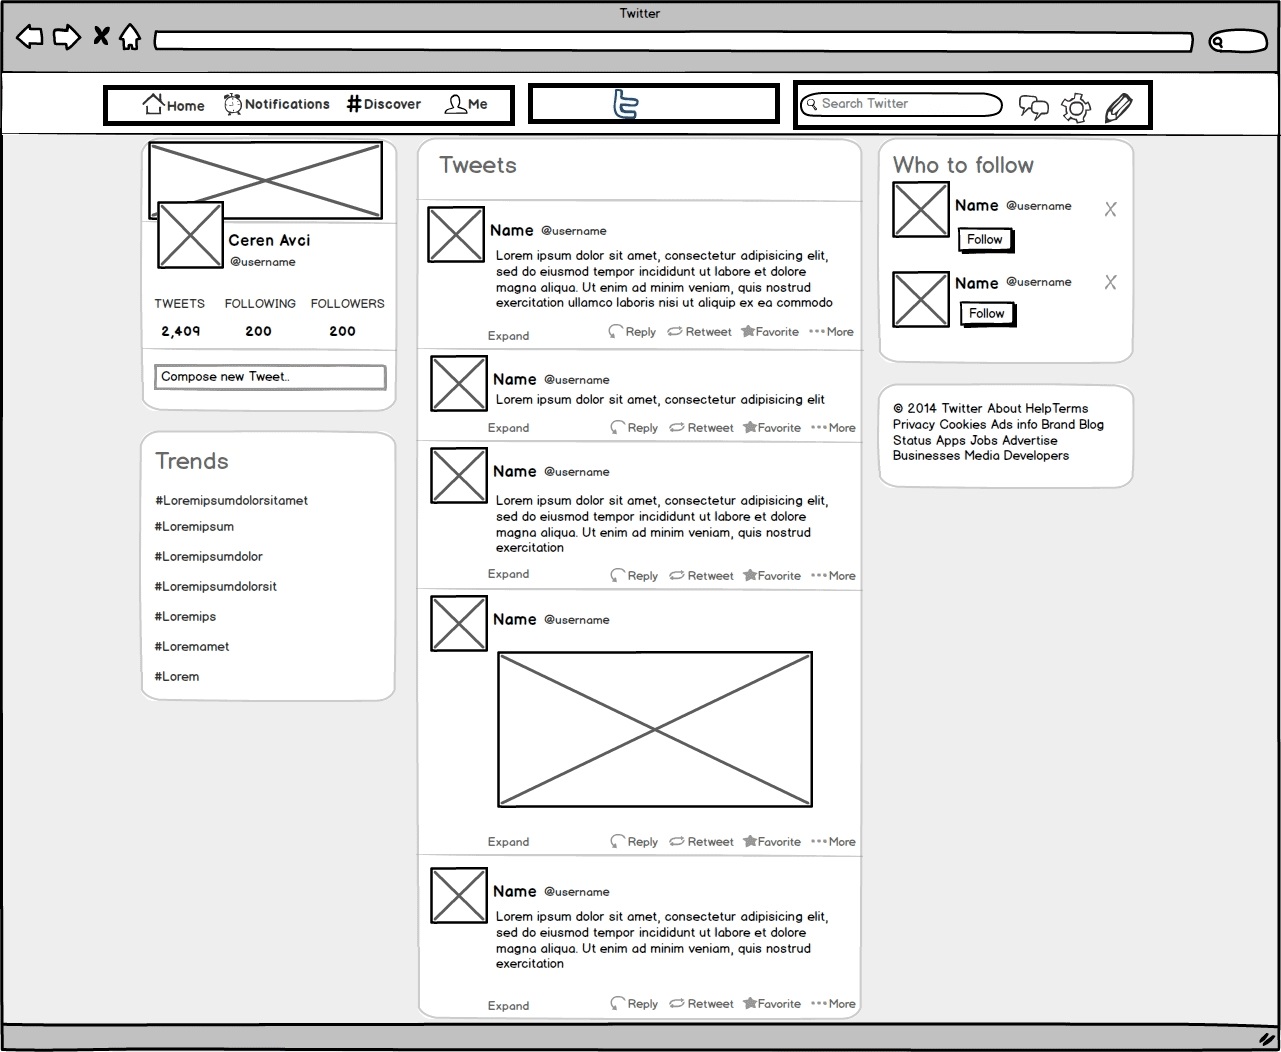 Twitter
Home Notifications #Discover Me
Search Twitter
Ceren Avci
@username
TWEETS FOLLOWING FOLLOWERS
2,409 200 200
Compose new Tweet..
Trends
#Loremipsumdolorsitamet
#Loremipsum
#Loremipsumdolor
#Loremipsumdolorsit
#Loremips
#Loremamet
#Lorem
Tweets
Name @username
Lorem ipsum dolor sit amet, consectetur adipisicing elit,
sed do eiusmod tempor incididunt ut labore et dolore
magna aliqua. Ut enim ad minim veniam, quis nostrud
exercitation ullamco laboris nisi ut aliquip ex ea commodo
Expand Reply Retweet Favorite More
Name @username
Lorem ipsum dolor sit amet, consectetur adipisicing elit
Expand Reply Retweet Favorite More
Name @username
Lorem ipsum dolor sit amet, consectetur adipisicing elit,
sed do eiusmod tempor incididunt ut labore et dolore
magna aliqua. Ut enim ad minim veniam, quis nostrud
exercitation
Expand Reply Retweet Favorite More
Name @username
Expand Reply Retweet Favorite More
Name @username
Lorem ipsum dolor sit amet, consectetur adipisicing elit,
sed do eiusmod tempor incididunt ut labore et dolore
magna aliqua. Ut enim ad minim veniam, quis nostrud
exercitation
Expand Reply Retweet Favorite More
Who to follow
Name @username X
Follow
Name @username X
Follow
© 2014 Twitter About HelpTerms
Privacy Cookies Ads info Brand Blog
Status Apps Jobs Advertise
Businesses Media Developers